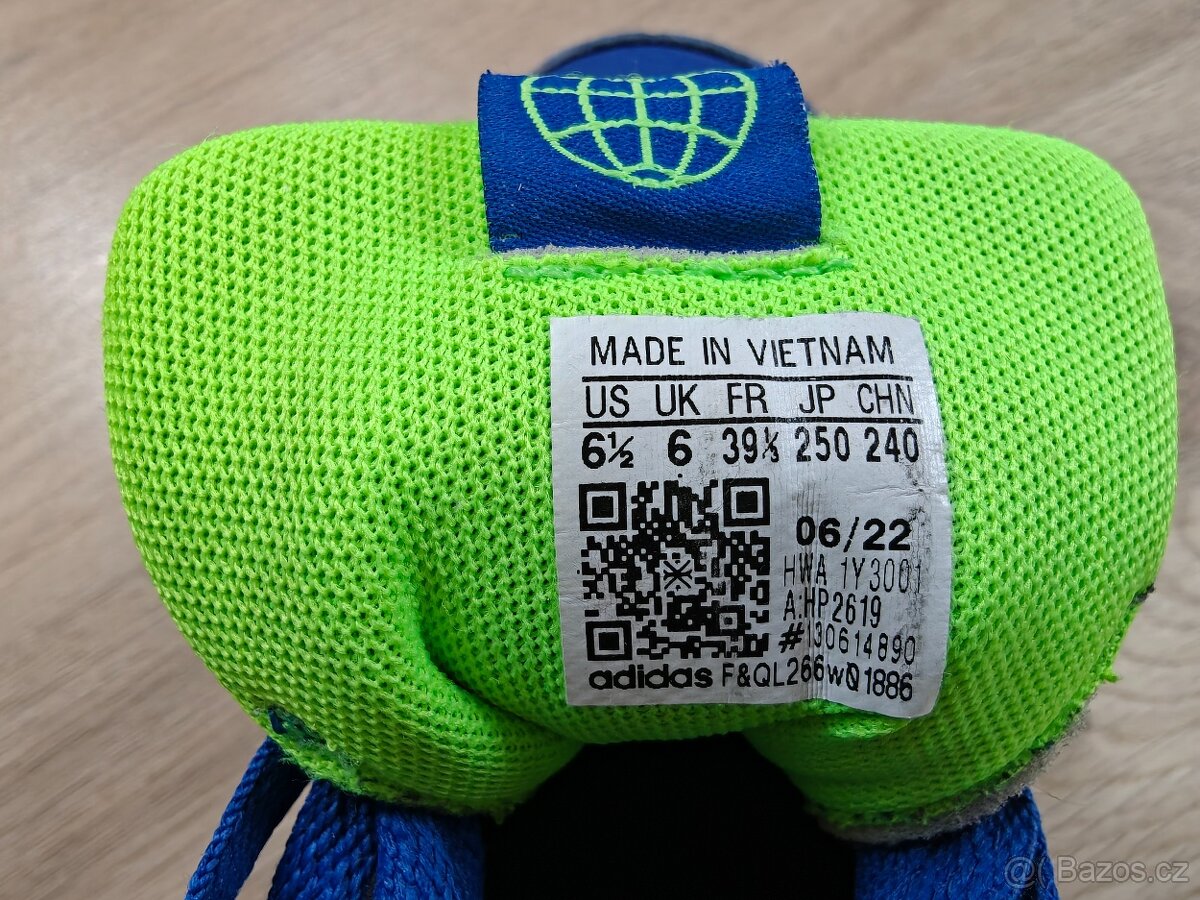 MADE IN VIETNAM
US UK FR JP CHN
6½ 6 39⅓ 250 240
06/22
HWA 1Y3001
A:HP2619
#130614890
adidas F&QL266w01886
Bazos.cz